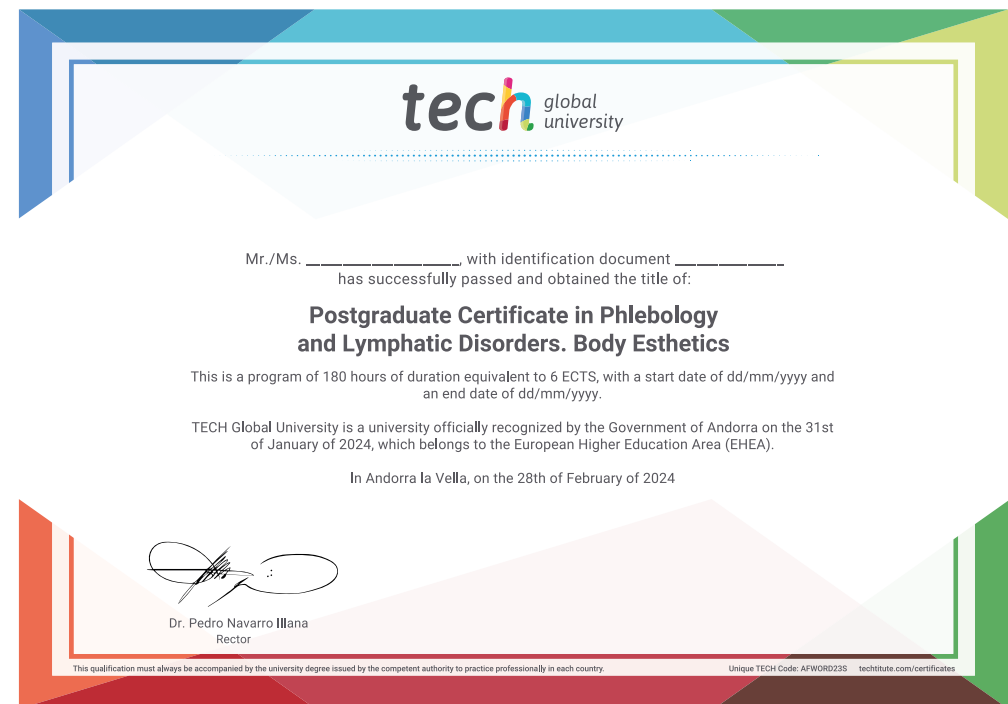 tech global
university
Mr./Ms. ____________________, with identification document ______________
has successfully passed and obtained the title of:
Postgraduate Certificate in Phlebology
and Lymphatic Disorders. Body Esthetics
This is a program of 180 hours of duration equivalent to 6 ECTS, with a start date of dd/mm/yyyy and
an end date of dd/mm/yyyy.
TECH Global University is a university officially recognized by the Government of Andorra on the 31st
of January of 2024, which belongs to the European Higher Education Area (EHEA).
In Andorra la Vella, on the 28th of February of 2024
Dr. Pedro Navarro Illana
Rector
This qualification must always be accompanied by the university degree issued by the competent authority to practice professionally in each country.
Unique TECH Code: AFWORD23S techtitute.com/certificates